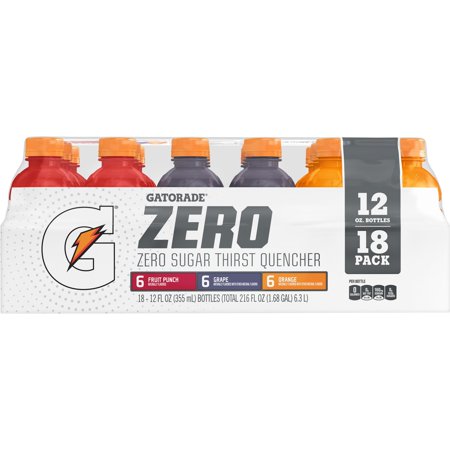 GATORADE
ZERO
ZERO SUGAR THIRST QUENCHER
6 FRUIT PUNCH
6 GRAPE
6 ORANGE
18 - 12 FL OZ (355 mL) BOTTLES (TOTAL 216 FL OZ (1.68 GAL) 6.3 L)
12
OZ. BOTTLES
18
PACK
PER BOTTLE
G